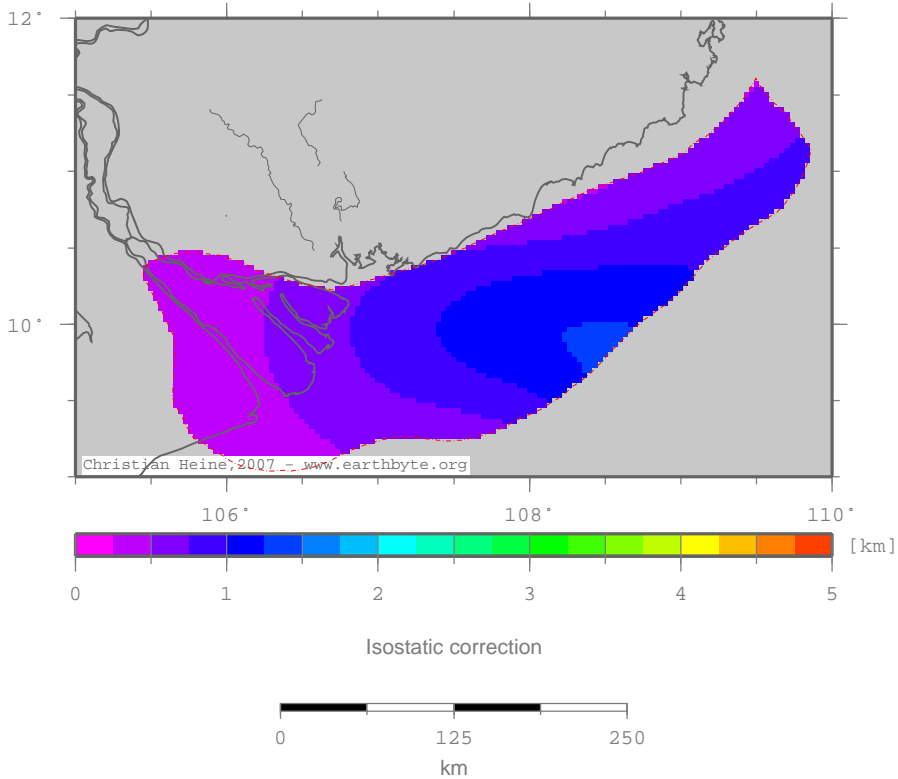 12°
10°
Christian Heine,2007 - www.earthbyte.org
106° 108° 110°
[km]
0 1 2 3 4 5
Isostatic correction
0 125 250
km